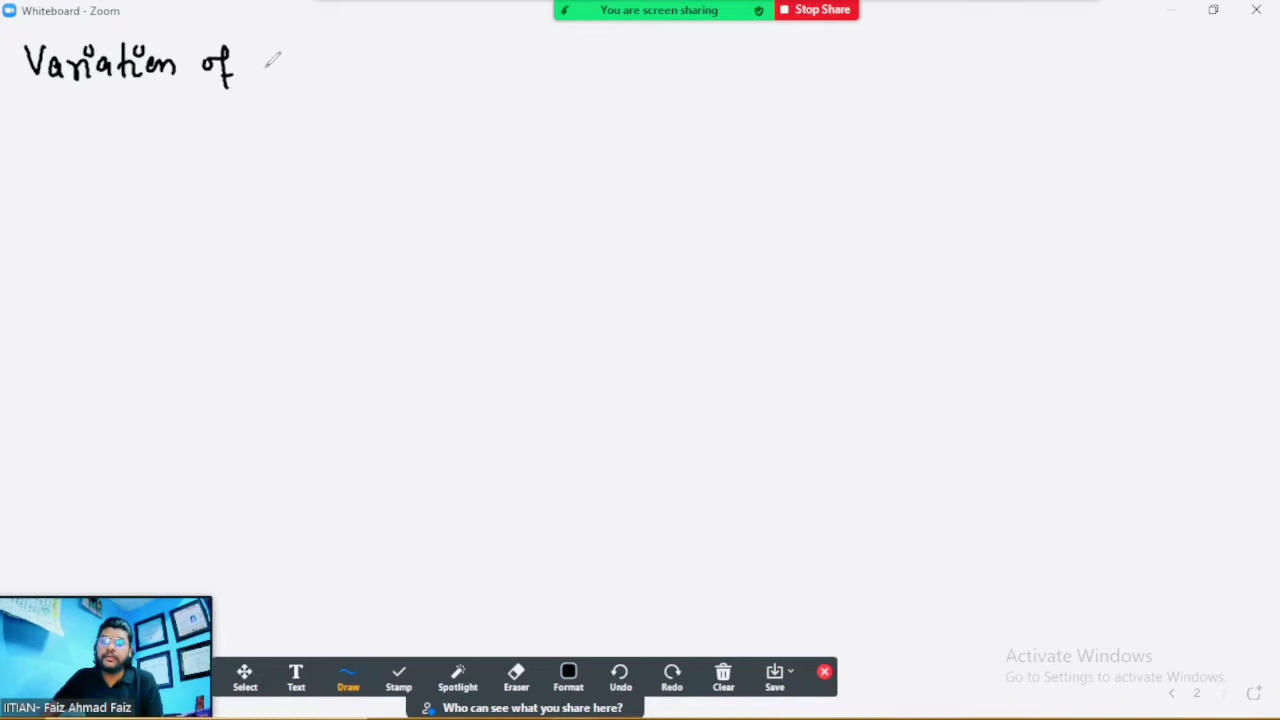 Whiteboard - Zoom
You are screen sharing
Stop Share
Variation of
Activate Windows
Go to Settings to activate Windows.
2
Select
Text
Draw
Stamp
Spotlight
Eraser
Format
Undo
Redo
Clear
Save
IITIAN- Faiz Ahmad Faiz
Who can see what you share here?